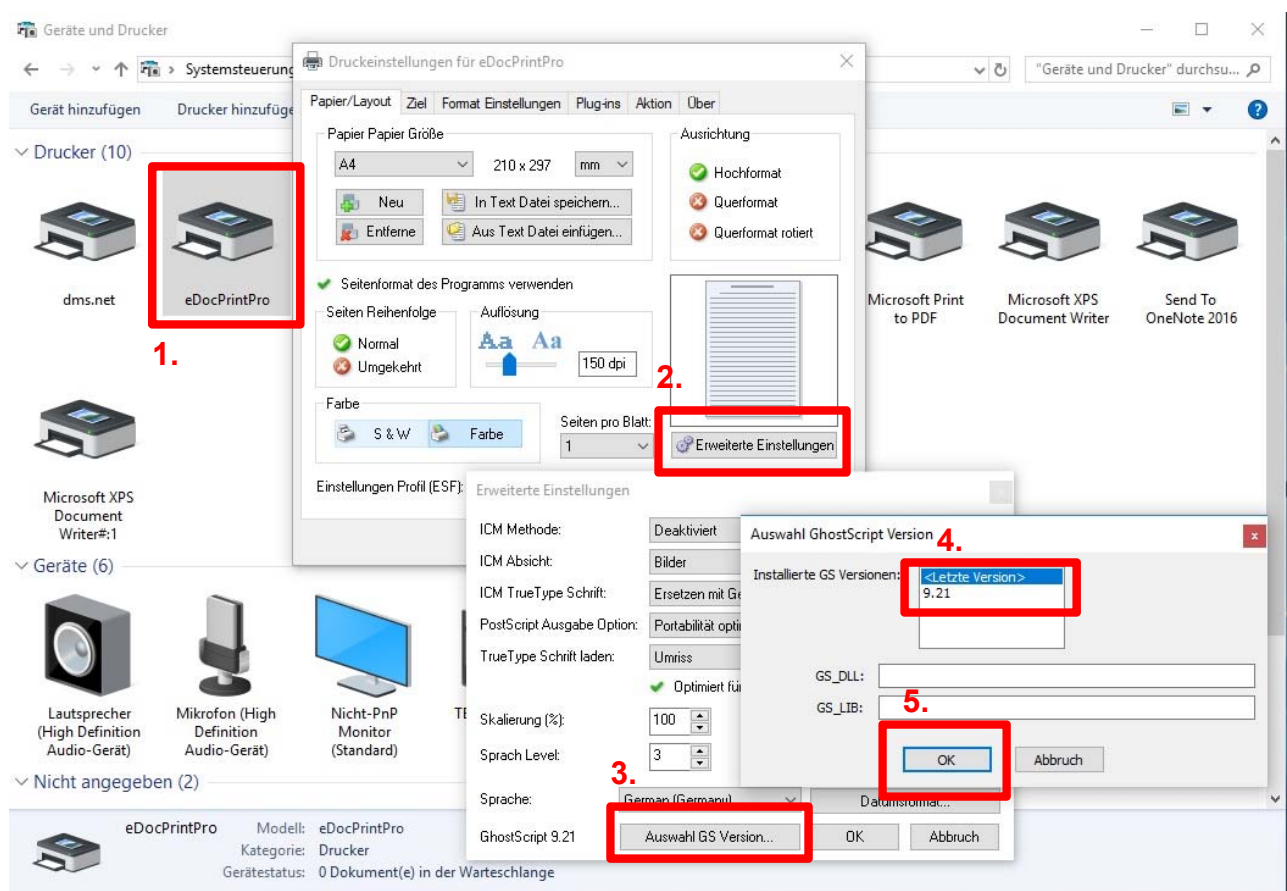 Geräte und Drucker
Systemsteuerung
"Geräte und Drucker" durchsu...
Gerät hinzufügen
Drucker hinzufüge
Drucker (10)
dms.net
eDocPrintPro
1.
Microsoft Print
to PDF
Microsoft XPS
Document Writer
Send To
OneNote 2016
Microsoft XPS
Document
Writer#:1
Geräte (6)
Lautsprecher
(High Definition
Audio-Gerät)
Mikrofon (High
Definition
Audio-Gerät)
Nicht-PnP
Monitor
(Standard)
Nicht angegeben (2)
eDocPrintPro
Modell: eDocPrintPro
Kategorie: Drucker
Gerätestatus: 0 Dokument(e) in der Warteschlange
Druckeinstellungen für eDocPrintPro
Papier/Layout Ziel Format Einstellungen Plug-ins Aktion Über
Papier Papier Größe
A4 210 x 297 mm
Neu In Text Datei speichern...
Entferne Aus Text Datei einfügen...
Ausrichtung
Hochformat
Querformat
Querformat rotiert
Seitenformat des Programms verwenden
Seiten Reihenfolge
Normal
Umgekehrt
Auflösung
Aa Aa
150 dpi
Farbe
S & W Farbe
Seiten pro Blatt:
1
2.
Erweiterte Einstellungen
Einstellungen Profil (ESF):
Erweiterte Einstellungen
ICM Methode: Deaktiviert
ICM Absicht: Bilder
ICM TrueType Schrift: Ersetzen mit Ge
PostScript Ausgabe Option: Portabilität opti
TrueType Schrift laden: Umriss
Optimiert fü
Skalierung (%): 100
Sprach Level: 3
3.
Sprache: German (Germany) Datumsformat...
GhostScript 9.21 Auswahl GS Version... OK Abbruch
Auswahl GhostScript Version
4.
Installierte GS Versionen: <Letzte Version>
9.21
GS_DLL:
GS_LIB:
5.
OK Abbruch